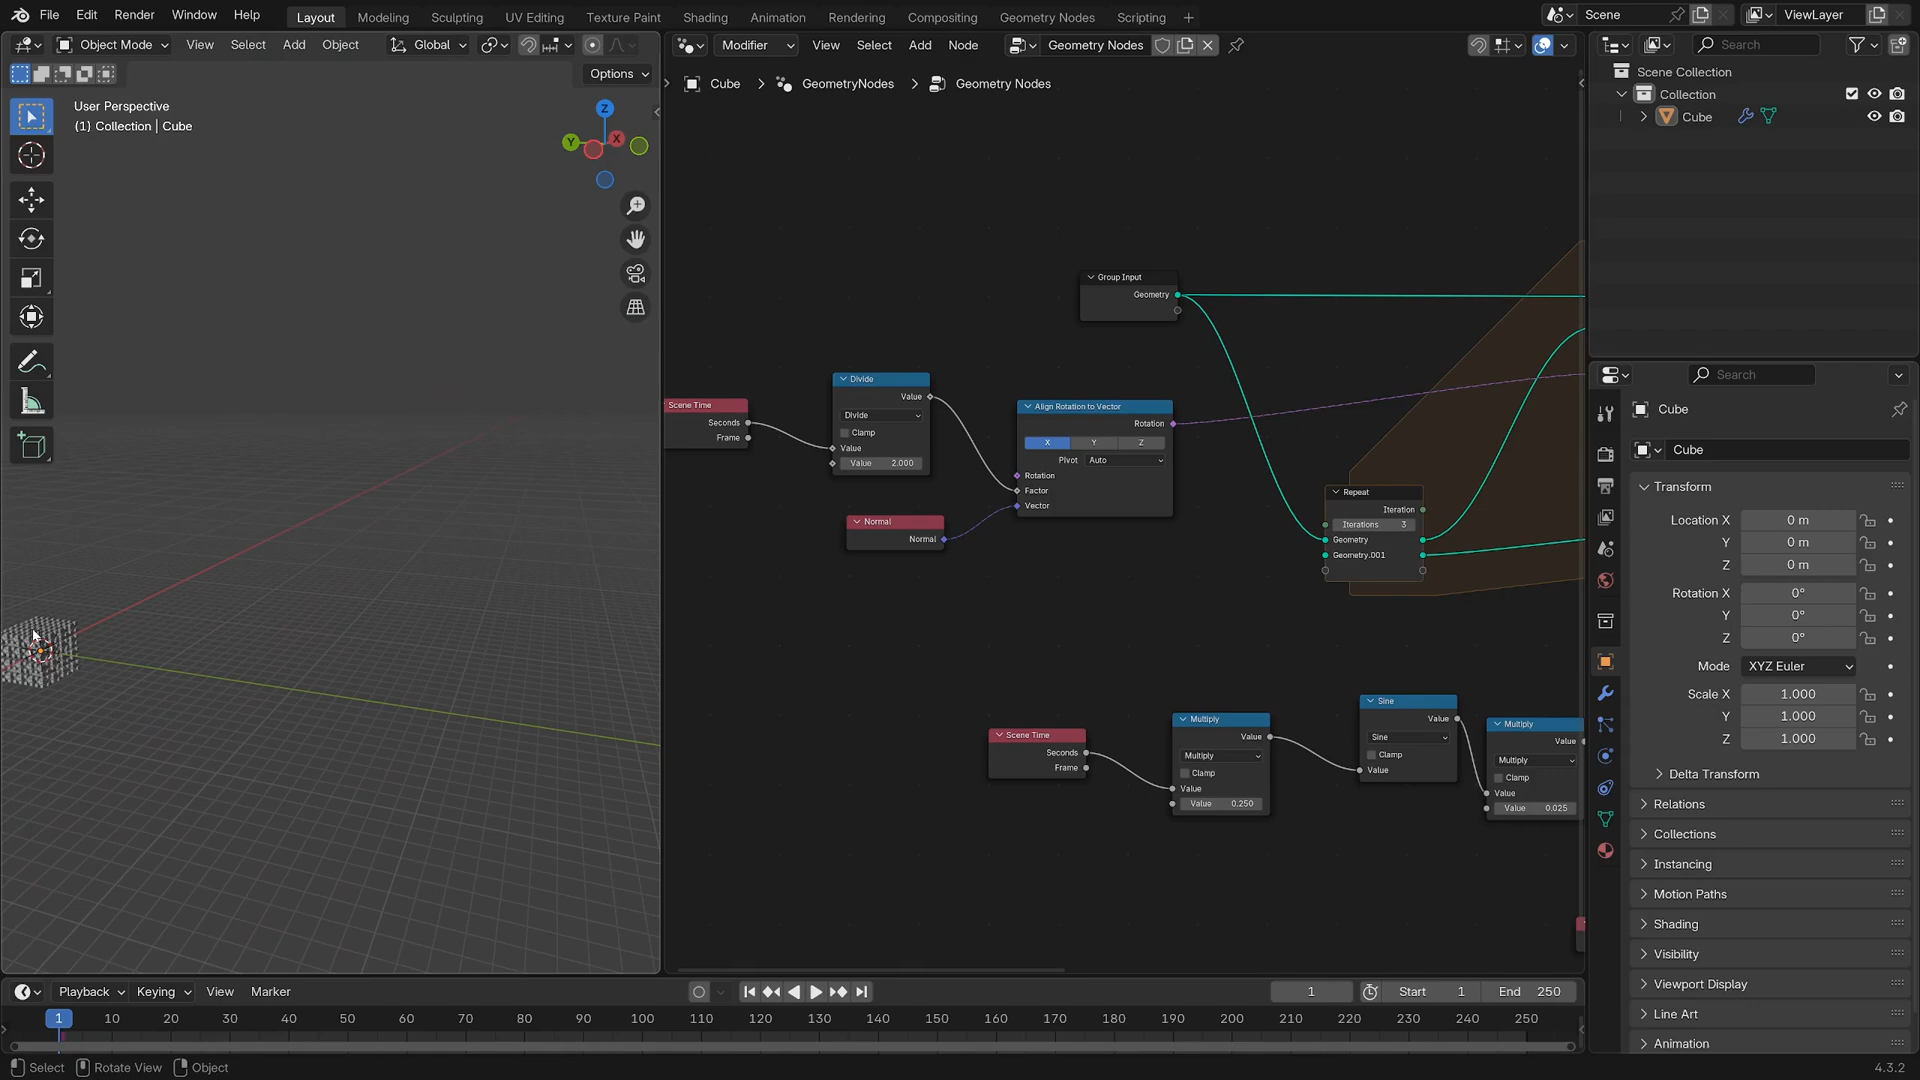 File Edit Render Window Help Layout Modeling Sculpting UV Editing Texture Paint Shading Animation Rendering Compositing Geometry Nodes Scripting Scene ViewLayer
Object Mode View Select Add Object Global Modifier View Select Add Node Geometry Nodes Search
Options Cube GeometryNodes Geometry Nodes
Scene Collection
Collection
Cube
User Perspective
(1) Collection | Cube
Z
Y
X
Group Input
Geometry
Divide
Value
Divide
Clamp
Value
Value 2.000
Scene Time
Seconds
Frame
Align Rotation to Vector
Rotation
X Y Z
Pivot Auto
Rotation
Factor
Vector
Normal
Normal
Repeat
Iteration
Iterations 3
Geometry
Geometry.001
Scene Time
Seconds
Frame
Multiply
Value
Multiply
Clamp
Value
Value 0.250
Sine
Value
Sine
Clamp
Value
Multiply
Value
Multiply
Clamp
Value
Value 0.025
Search
Cube
Cube
Transform
Location X 0 m
Y 0 m
Z 0 m
Rotation X 0°
Y 0°
Z 0°
Mode XYZ Euler
Scale X 1.000
Y 1.000
Z 1.000
Delta Transform
Relations
Collections
Instancing
Motion Paths
Shading
Visibility
Viewport Display
Line Art
Animation
Playback Keying View Marker 1 Start 1 End 250
1 10 20 30 40 50 60 70 80 90 100 110 120 130 140 150 160 170 180 190 200 210 220 230 240 250
Select Rotate View Object 4.3.2